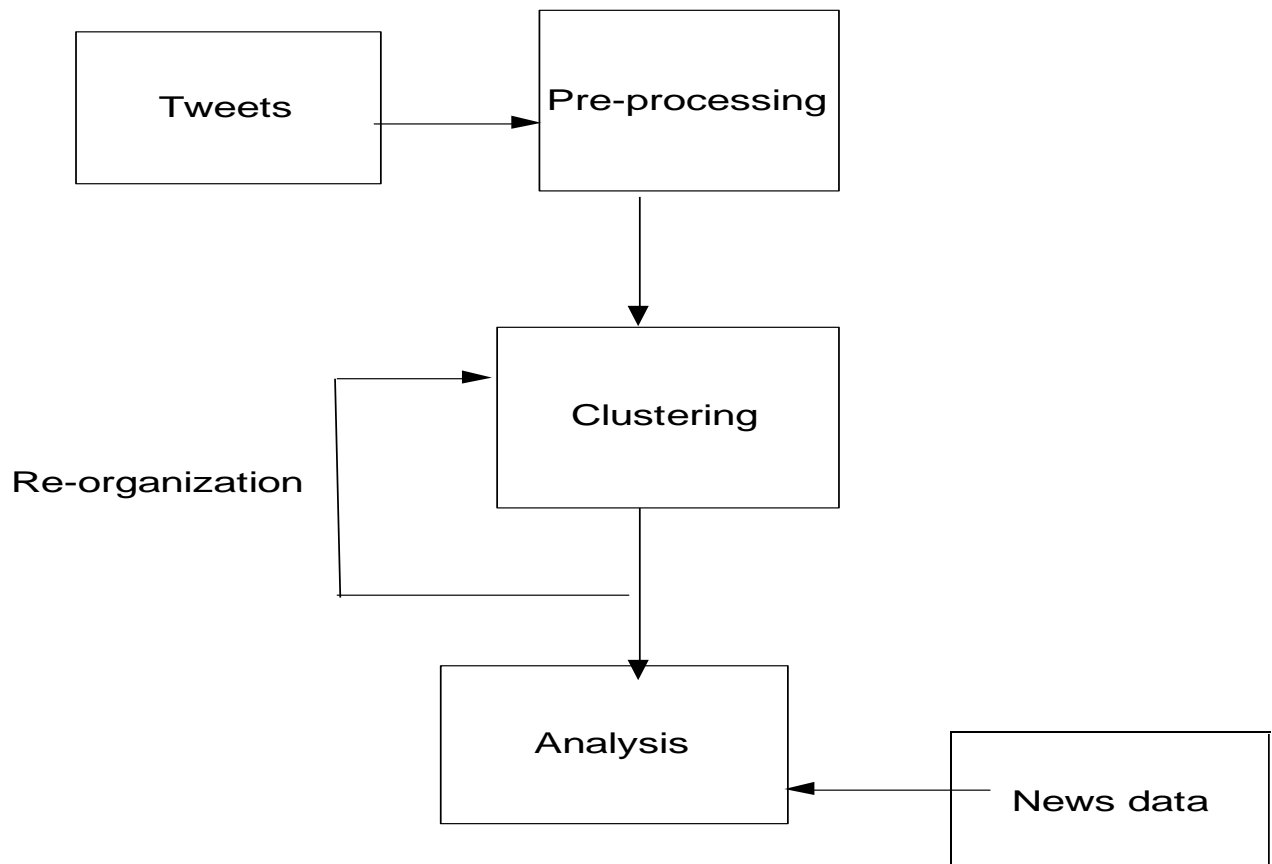 Tweets
Pre-processing
Clustering
Re-organization
Analysis
News data